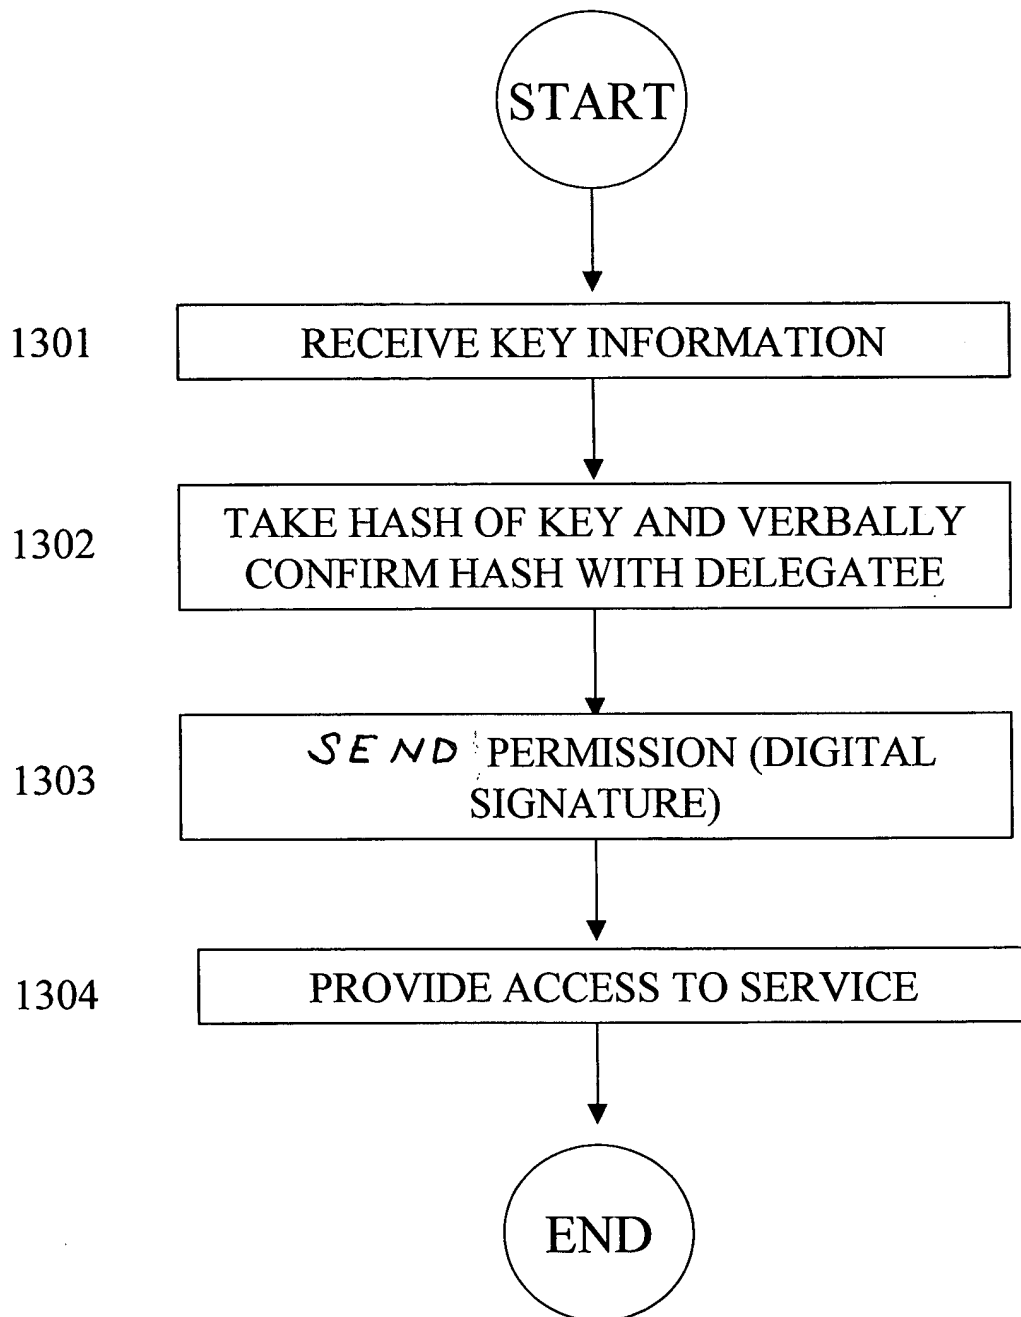 START
1301
RECEIVE KEY INFORMATION
1302
TAKE HASH OF KEY AND VERBALLY
CONFIRM HASH WITH DELEGATEE
1303
SEND PERMISSION (DIGITAL
SIGNATURE)
1304
PROVIDE ACCESS TO SERVICE
END